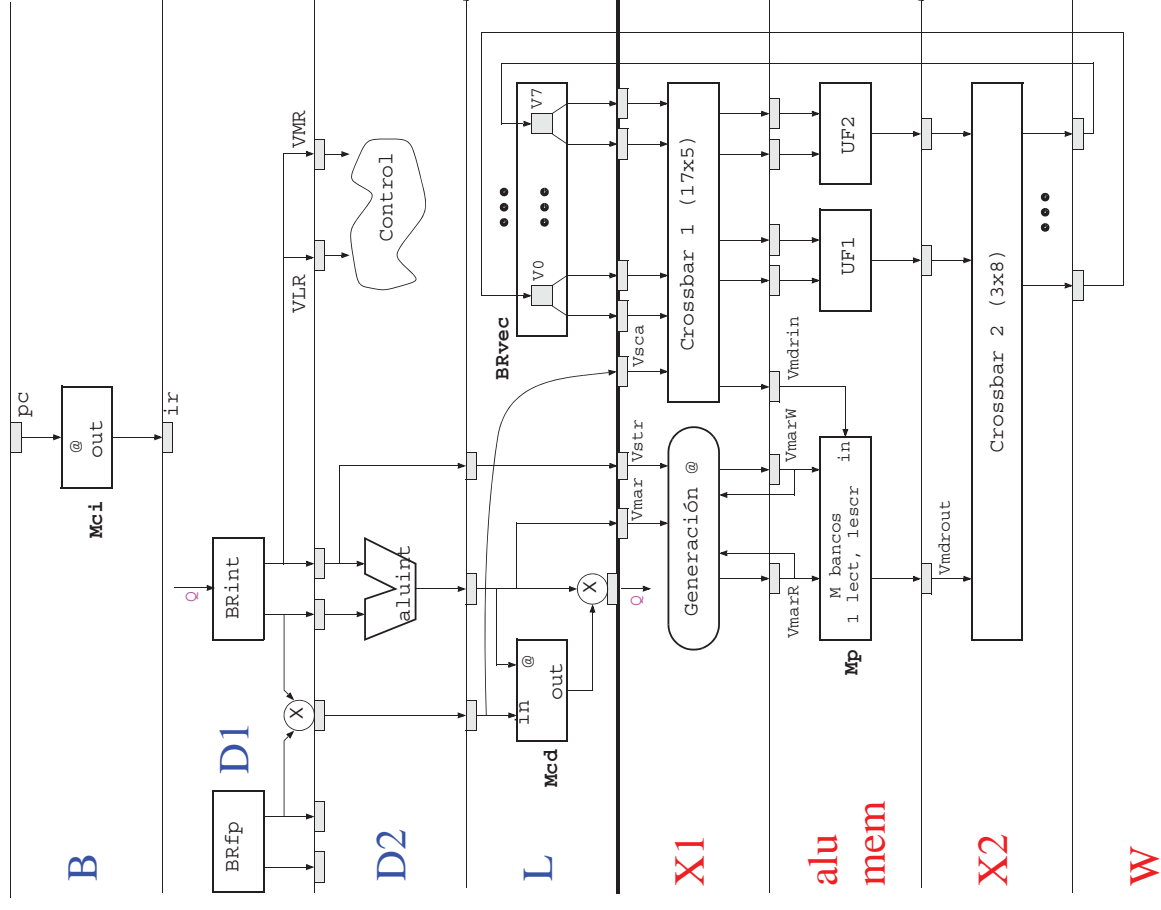 B
Mci
pc
@
out
ir
D1
BRfp
X
Q
BRint
VLR
VMR
D2
aluint
Control
L
Mcd
in
@
out
X
Q
BRvec
V0
V7
Vmar
Vstr
Vsca
X1
Generación @
Crossbar 1 (17x5)
VmarR
VmarW
Vmdrin
alu
mem
Mp
M bancos
1 lect, 1escr
in
UF1
UF2
Vmdrout
X2
Crossbar 2 (3x8)
W